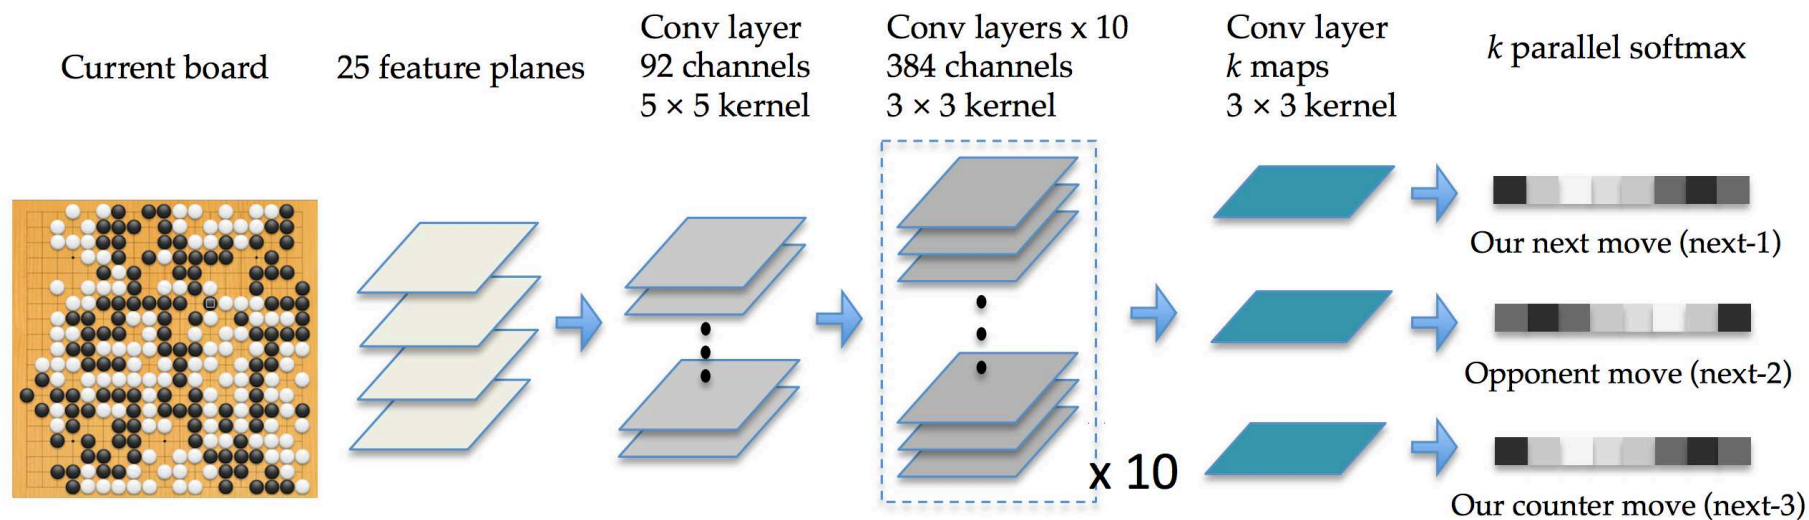 Current board
25 feature planes
Conv layer
92 channels
5 × 5 kernel
Conv layers x 10
384 channels
3 × 3 kernel
Conv layer
k maps
3 × 3 kernel
k parallel softmax
Our next move (next-1)
Opponent move (next-2)
x 10
Our counter move (next-3)